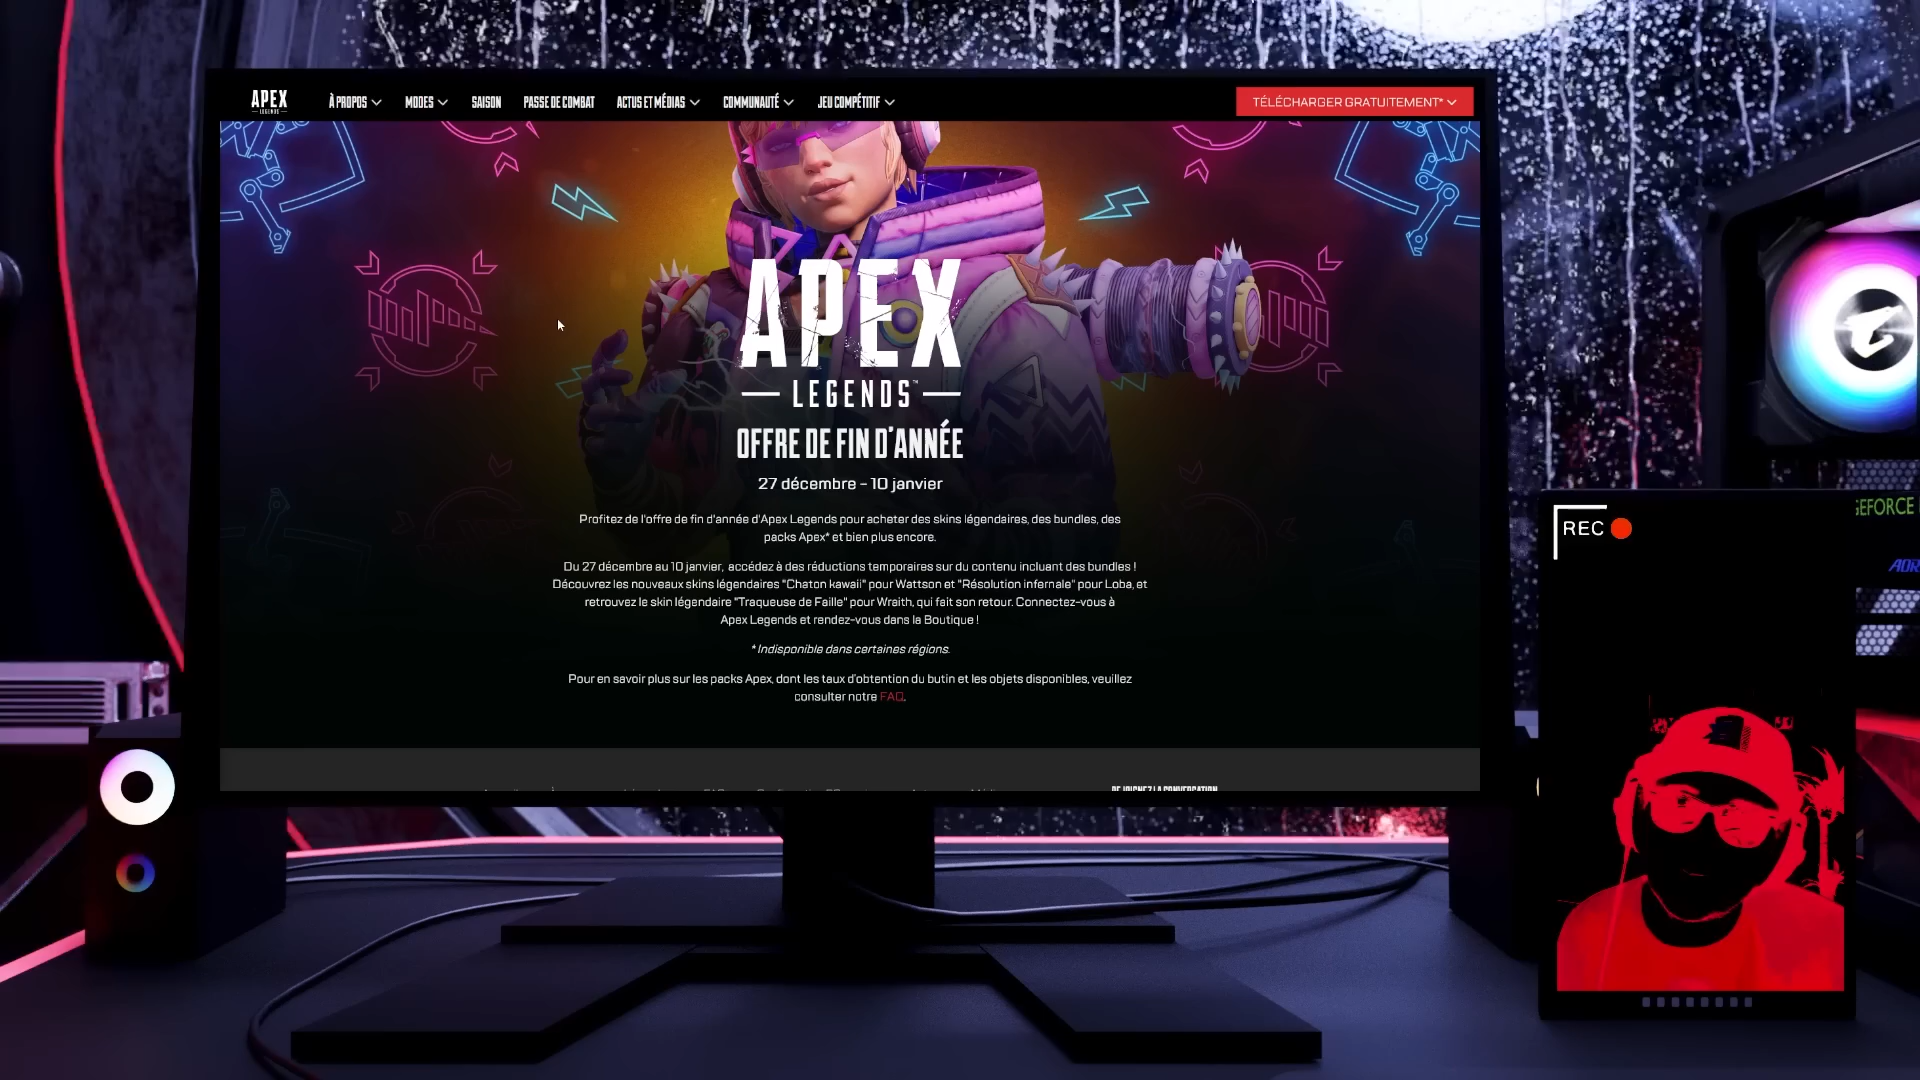 APEX
LEGENDS
À PROPOS
MODES
SAISON
PASSE DE COMBAT
ACTUS ET MÉDIAS
COMMUNAUTÉ
JEU COMPÉTITIF
TÉLÉCHARGER GRATUITEMENT*
APEX
LEGENDS™
OFFRE DE FIN D'ANNÉE
27 décembre - 10 janvier
Profitez de l'offre de fin d'année d'Apex Legends pour acheter des skins légendaires, des bundles, des
packs Apex* et bien plus encore.
Du 27 décembre au 10 janvier, accédez à des réductions temporaires sur du contenu incluant des bundles !
Découvrez les nouveaux skins légendaires "Chaton kawaii" pour Wattson et "Résolution infernale" pour Loba, et
retrouvez le skin légendaire "Traqueuse de Faille" pour Wraith, qui fait son retour. Connectez-vous à
Apex Legends et rendez-vous dans la Boutique !
* Indisponible dans certaines régions.
Pour en savoir plus sur les packs Apex, dont les taux d'obtention du butin et les objets disponibles, veuillez
consulter notre FAQ.
REJOIGNEZ LA CONVERSATION
GEFORCE
REC